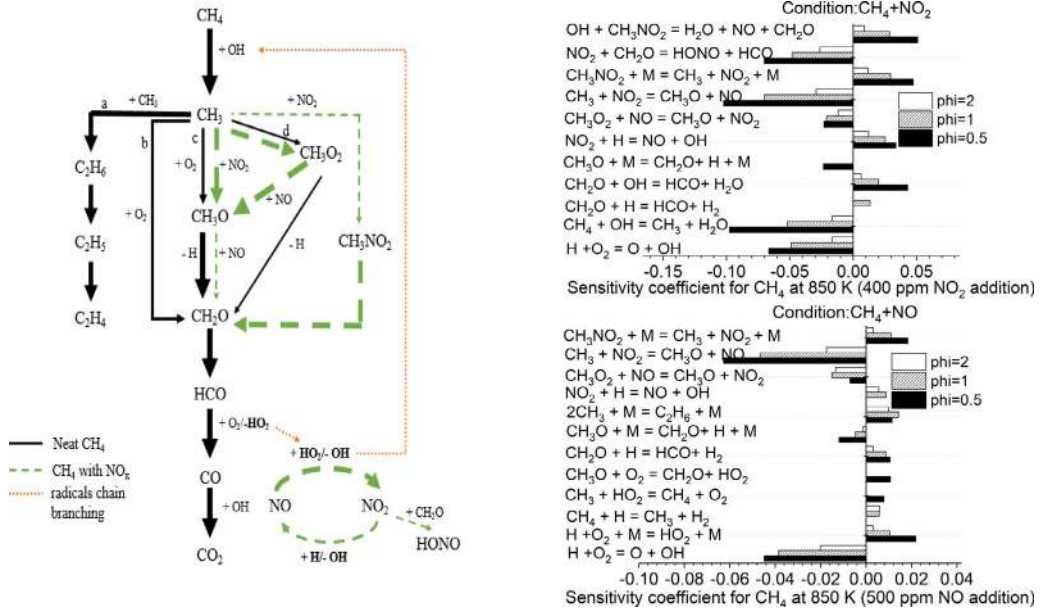 CH₄
+ OH
a
+ CH₃
CH₃
+ NO₂
b
c
d
+ O₂
+ NO₂
CH₃O₂
C₂H₆
+ O₂
+ NO
CH₃O
C₂H₅
- H
+ NO
- H
CH₃NO₂
C₂H₄
CH₂O
HCO
+ O₂/-HO₂
+ HO₂/- OH
CO
NO
NO₂
+ OH
+ CH₂O
HONO
+ H/- OH
CO₂
Neat CH₄
CH₄ with NOₓ
radicals chain
branching
Condition:CH₄+NO₂
OH + CH₃NO₂ = H₂O + NO + CH₂O
NO₂ + CH₂O = HONO + HCO
CH₃NO₂ + M = CH₃ + NO₂ + M
CH₃ + NO₂ = CH₃O + NO
CH₃O₂ + NO = CH₃O + NO₂
NO₂ + H = NO + OH
CH₃O + M = CH₂O+ H + M
CH₂O + OH = HCO+ H₂O
CH₂O + H = HCO+ H₂
CH₄ + OH = CH₃ + H₂O
H +O₂ = O + OH
phi=2
phi=1
phi=0.5
-0.15 -0.10 -0.05 0.00 0.05
Sensitivity coefficient for CH₄ at 850 K (400 ppm NO₂ addition)
Condition:CH₄+NO
CH₃NO₂ + M = CH₃ + NO₂ + M
CH₃ + NO₂ = CH₃O + NO
CH₃O₂ + NO = CH₃O + NO₂
NO₂ + H = NO + OH
2CH₃ + M = C₂H₆ + M
CH₃O + M = CH₂O+ H + M
CH₂O + H = HCO+ H₂
CH₃O + O₂ = CH₂O+ HO₂
CH₃ + HO₂ = CH₄ + O₂
CH₄ + H = CH₃ + H₂
H +O₂ + M = HO₂ + M
H +O₂ = O + OH
phi=2
phi=1
phi=0.5
-0.10 -0.08 -0.06 -0.04 -0.02 0.00 0.02 0.04
Sensitivity coefficient for CH₄ at 850 K (500 ppm NO addition)